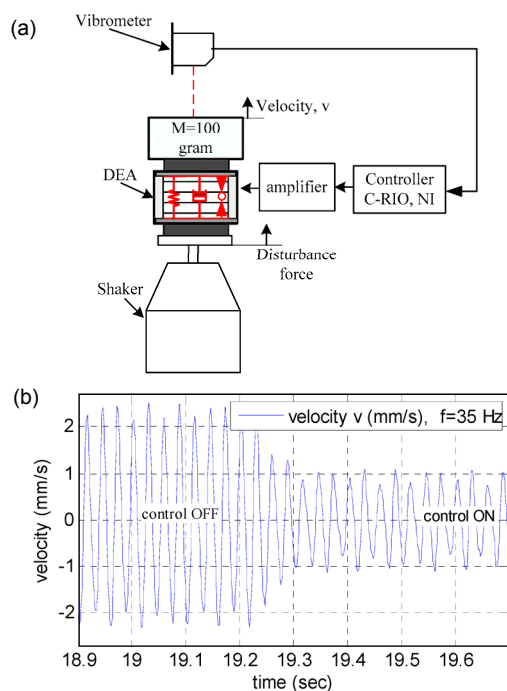 (a)
Vibrometer
Velocity, v
M=100
gram
DEA
amplifier
Controller
C-RIO, NI
Disturbance
force
Shaker
(b)
velocity v (mm/s), f=35 Hz
2
1
0
-1
-2
velocity (mm/s)
control OFF
control ON
18.9 19 19.1 19.2 19.3 19.4 19.5 19.6
time (sec)